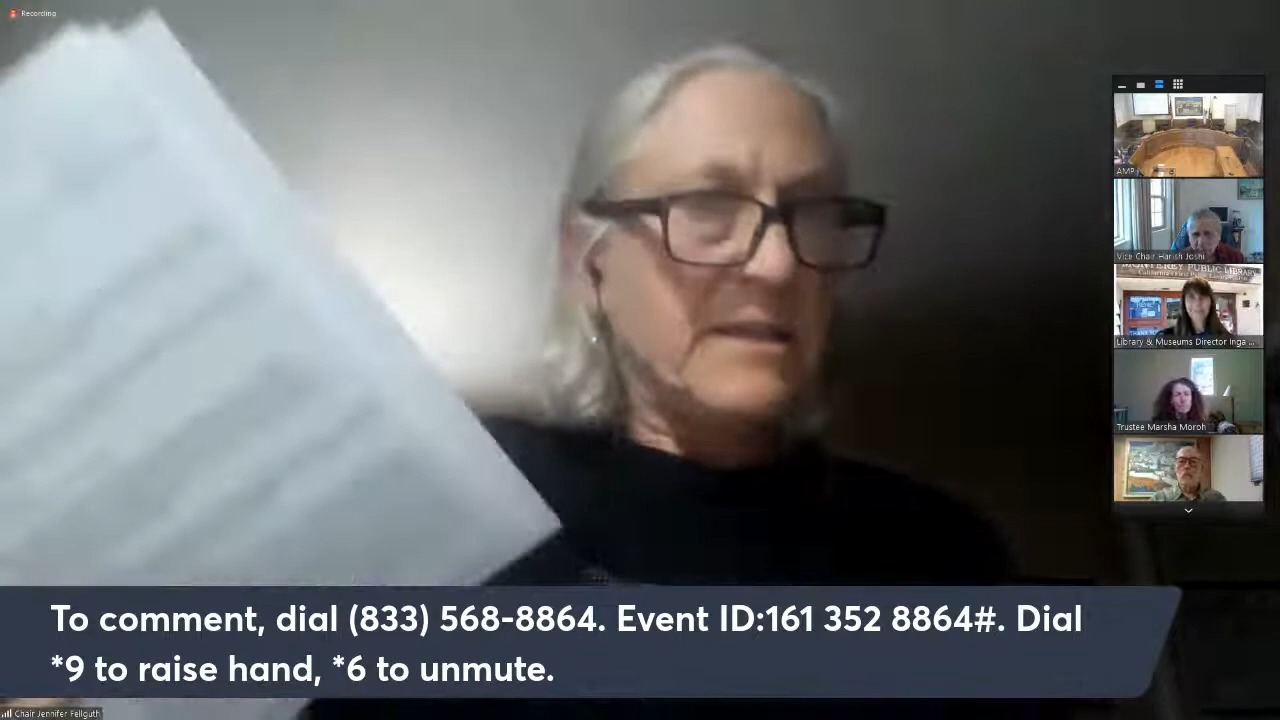 Recording
AMP
Vice Chair Harish Joshi
MONTEREY PUBLIC LIBRARY
Library & Museums Director Inga ...
Trustee Marsha Moroh
To comment, dial (833) 568-8864. Event ID:161 352 8864#. Dial
*9 to raise hand, *6 to unmute.
Chair Jennifer Fellguth